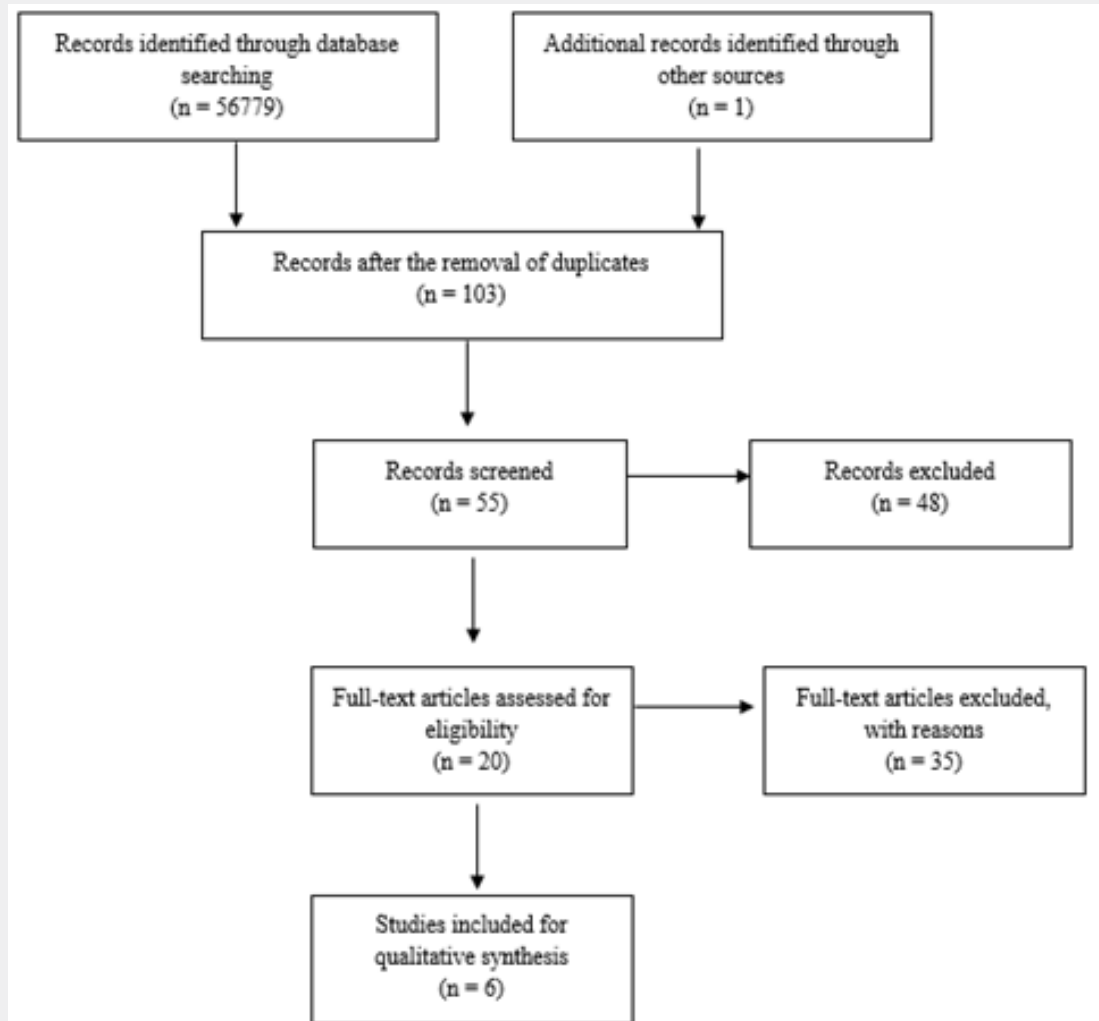 Records identified through database
searching
(n = 56779)
Additional records identified through
other sources
(n = 1)
Records after the removal of duplicates
(n = 103)
Records screened
(n = 55)
Records excluded
(n = 48)
Full-text articles assessed for
eligibility
(n = 20)
Full-text articles excluded,
with reasons
(n = 35)
Studies included for
qualitative synthesis
(n = 6)